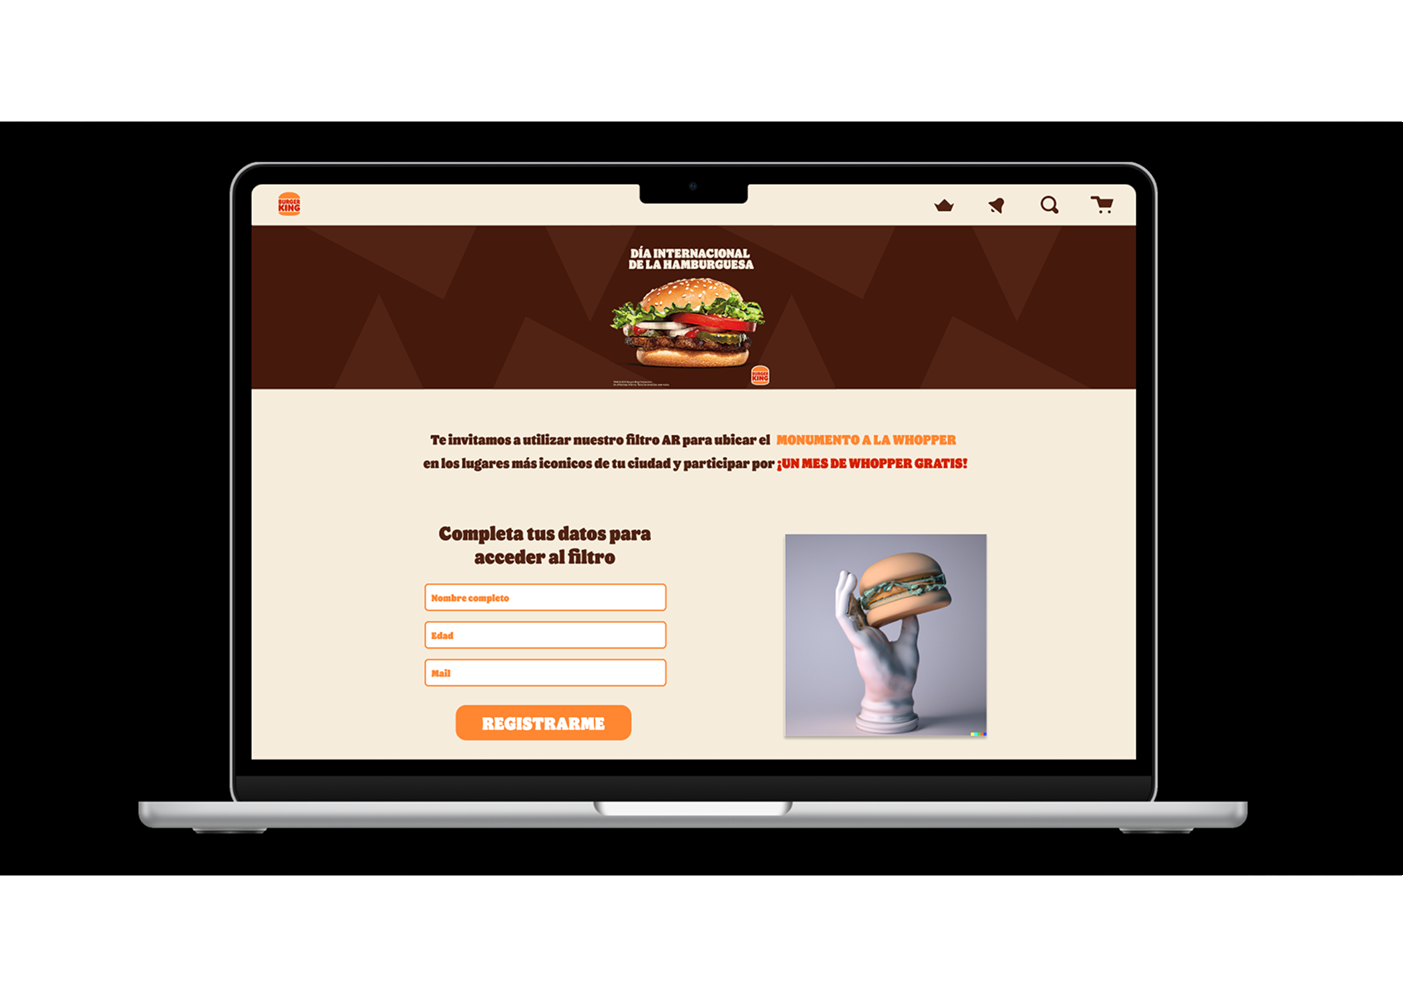 BURGER
KING
DÍA INTERNACIONAL
DE LA HAMBURGUESA
BURGER
KING
Te invitamos a utilizar nuestro filtro AR para ubicar el MONUMENTO A LA WHOPPER
en los lugares más iconicos de tu ciudad y participar por ¡UN MES DE WHOPPER GRATIS!
Completa tus datos para
acceder al filtro
Nombre completo
Edad
Mail
REGISTRARME